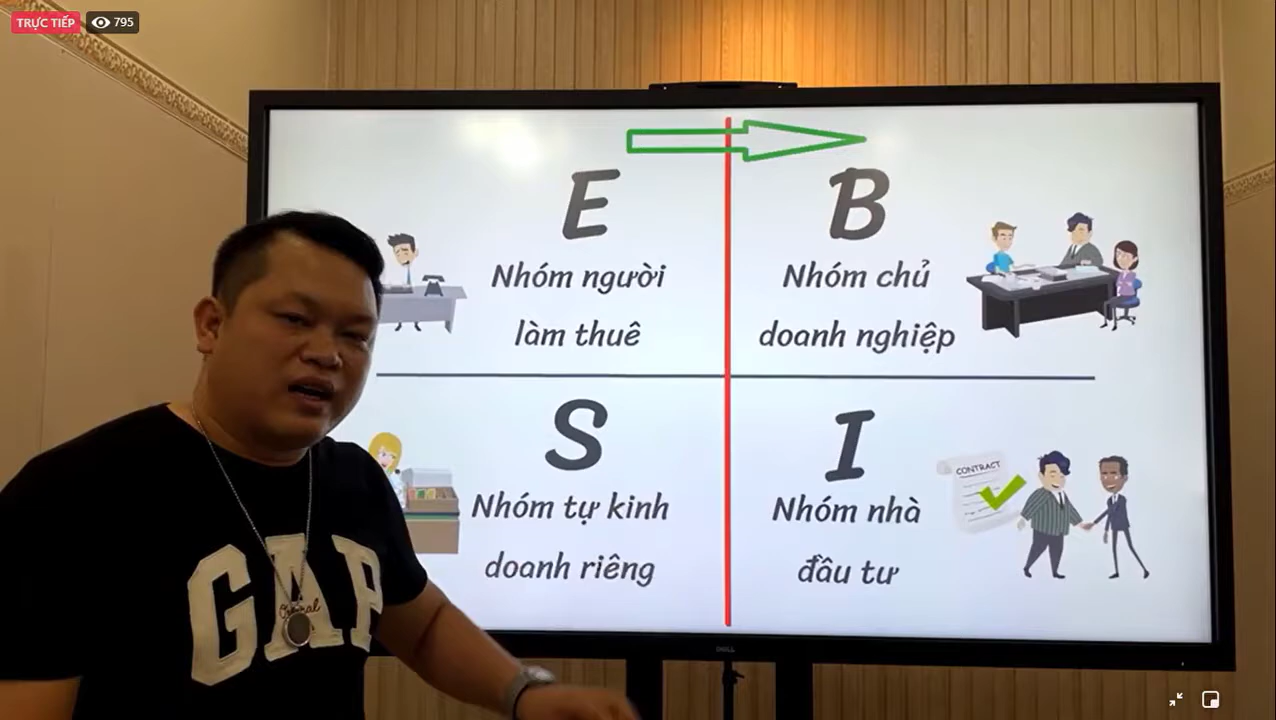 TRỰC TIẾP
795
E
Nhóm người
làm thuê
B
Nhóm chủ
doanh nghiệp
S
Nhóm tự kinh
doanh riêng
I
Nhóm nhà
đầu tư
CONTRACT
GAP
Original
DELL